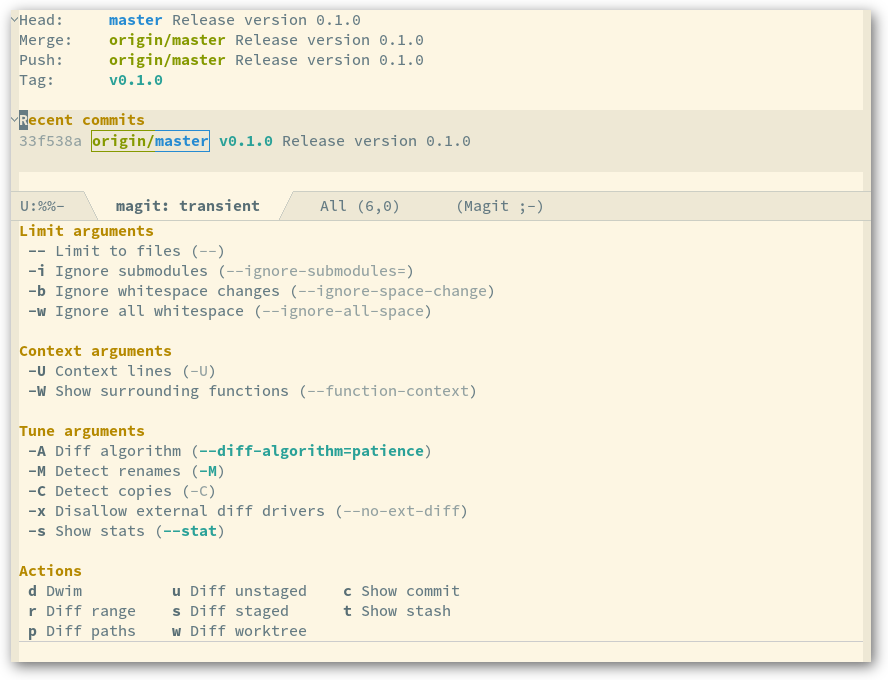 Head: master Release version 0.1.0
Merge: origin/master Release version 0.1.0
Push: origin/master Release version 0.1.0
Tag: v0.1.0
Recent commits
33f538a origin/master v0.1.0 Release version 0.1.0
U:%%- magit: transient All (6,0) (Magit ;-)
Limit arguments
-- Limit to files (--)
-i Ignore submodules (--ignore-submodules=)
-b Ignore whitespace changes (--ignore-space-change)
-w Ignore all whitespace (--ignore-all-space)
Context arguments
-U Context lines (-U)
-W Show surrounding functions (--function-context)
Tune arguments
-A Diff algorithm (--diff-algorithm=patience)
-M Detect renames (-M)
-C Detect copies (-C)
-x Disallow external diff drivers (--no-ext-diff)
-s Show stats (--stat)
Actions
d Dwim u Diff unstaged c Show commit
r Diff range s Diff staged t Show stash
p Diff paths w Diff worktree